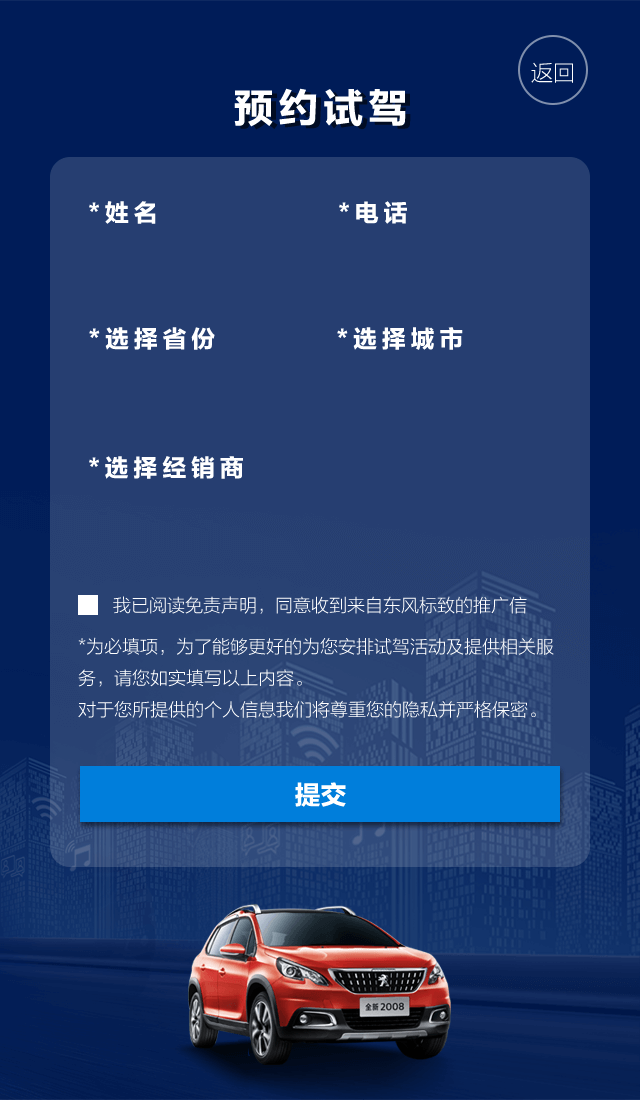 返回
预约试驾
*姓名 *电话
*选择省份 *选择城市
*选择经销商
我已阅读免责声明，同意收到来自东风标致的推广信
*为必填项，为了能够更好的为您安排试驾活动及提供相关服
务，请您如实填写以上内容。
对于您所提供的个人信息我们将尊重您的隐私并严格保密。
提交
全新 2008